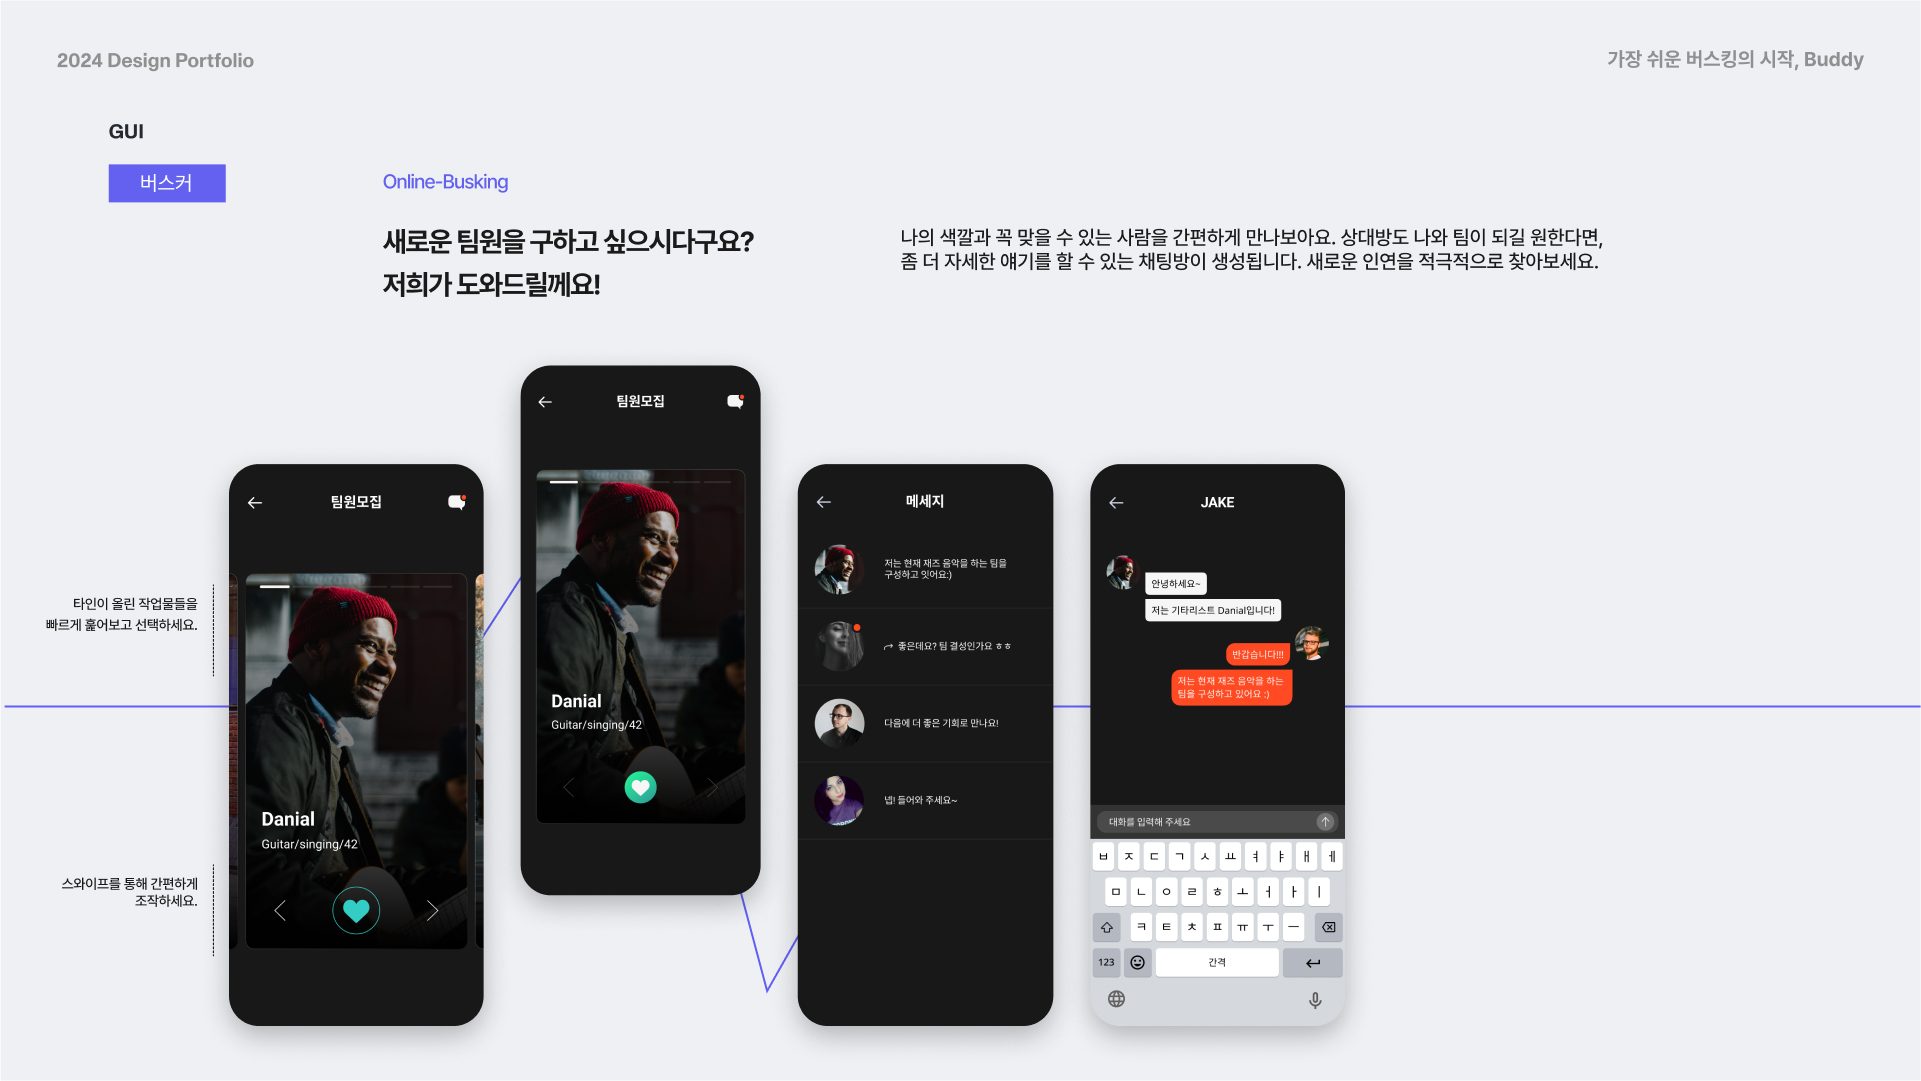 2024 Design Portfolio
가장 쉬운 버스킹의 시작, Buddy
GUI
버스커
Online-Busking
새로운 팀원을 구하고 싶으시다구요?
저희가 도와드릴께요!
나의 색깔과 꼭 맞을 수 있는 사람을 간편하게 만나보아요. 상대방도 나와 팀이 되길 원한다면,
좀 더 자세한 얘기를 할 수 있는 채팅방이 생성됩니다. 새로운 인연을 적극적으로 찾아보세요.
타인이 올린 작업물들을
빠르게 훑어보고 선택하세요.
스와이프를 통해 간편하게
조작하세요.
팀원모집
Danial
Guitar/singing/42
팀원모집
Danial
Guitar/singing/42
메세지
저는 현재 재즈 음악을 하는 팀을
구성하고 잇어요:)
좋은데요? 팀 결성인가요 ㅎㅎ
다음에 더 좋은 기회로 만나요!
넵! 들어와 주세요~
JAKE
안녕하세요~
저는 기타리스트 Danial입니다!
반갑습니다!!!
저는 현재 재즈 음악을 하는
팀을 구성하고 있어요 :)
대화를 입력해 주세요
ㅂ ㅈ ㄷ ㄱ ㅅ ㅛ ㅕ ㅑ ㅐ ㅔ
ㅁ ㄴ ㅇ ㄹ ㅎ ㅗ ㅓ ㅏ ㅣ
ㅋ ㅌ ㅊ ㅍ ㅠ ㅜ ㅡ
123 간격